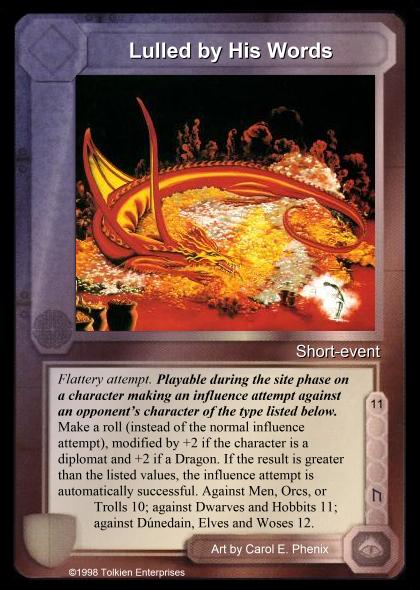 Lulled by His Words
Short-event
Flattery attempt. Playable during the site phase on
a character making an influence attempt against
an opponent's character of the type listed below.
Make a roll (instead of the normal influence
attempt), modified by +2 if the character is a
diplomat and +2 if a Dragon. If the result is greater
than the listed values, the influence attempt is
automatically successful. Against Men, Orcs, or
Trolls 10; against Dwarves and Hobbits 11;
against Dúnedain, Elves and Woses 12.
11
Art by Carol E. Phenix
©1998 Tolkien Enterprises